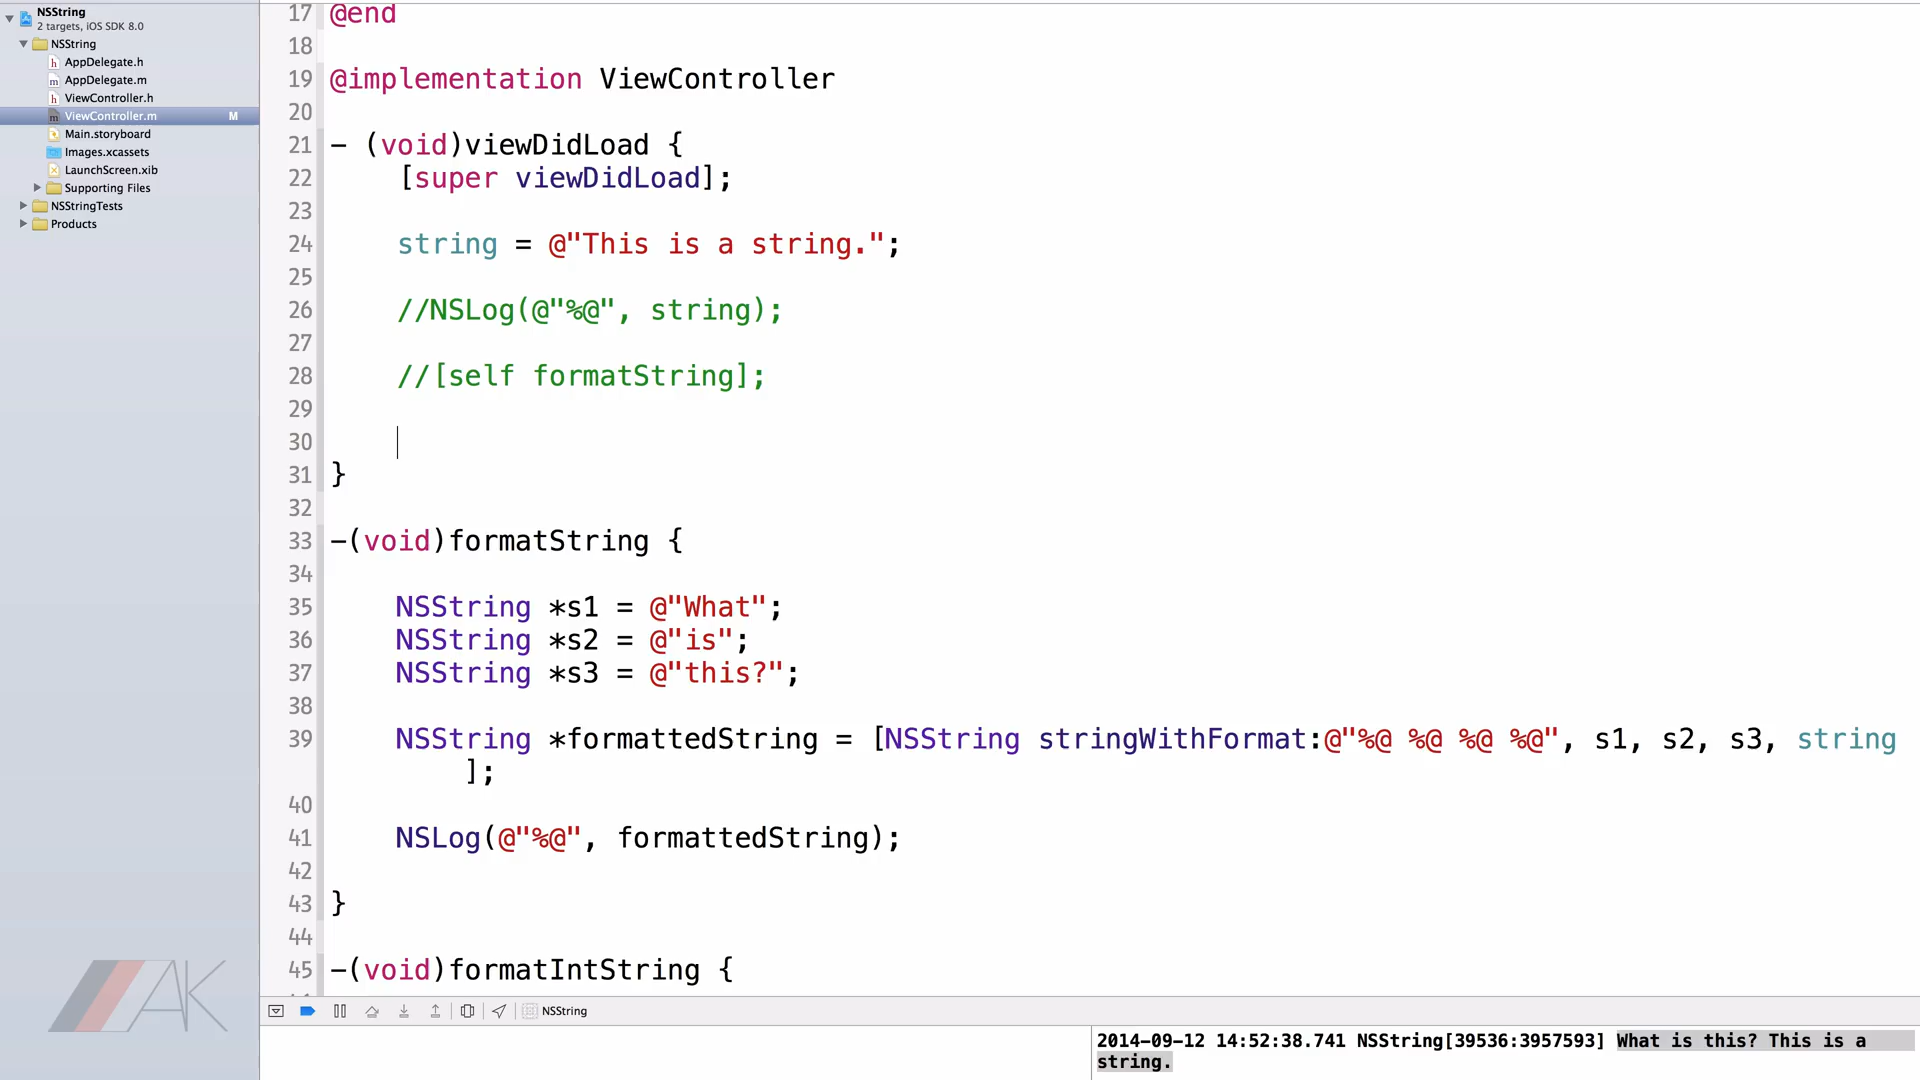 NSString
2 targets, iOS SDK 8.0
NSString
AppDelegate.h
AppDelegate.m
ViewController.h
ViewController.m M
Main.storyboard
Images.xcassets
LaunchScreen.xib
Supporting Files
NSStringTests
Products
17 @end
18
19 @implementation ViewController
20
21 - (void)viewDidLoad {
22 [super viewDidLoad];
23
24 string = @"This is a string.";
25
26 //NSLog(@"%@", string);
27
28 //[self formatString];
29
30
31 }
32
33 -(void)formatString {
34
35 NSString *s1 = @"What";
36 NSString *s2 = @"is";
37 NSString *s3 = @"this?";
38
39 NSString *formattedString = [NSString stringWithFormat:@"%@ %@ %@ %@", s1, s2, s3, string
];
40
41 NSLog(@"%@", formattedString);
42
43 }
44
45 -(void)formatIntString {
AK
NSString
2014-09-12 14:52:38.741 NSString[39536:3957593] What is this? This is a
string.